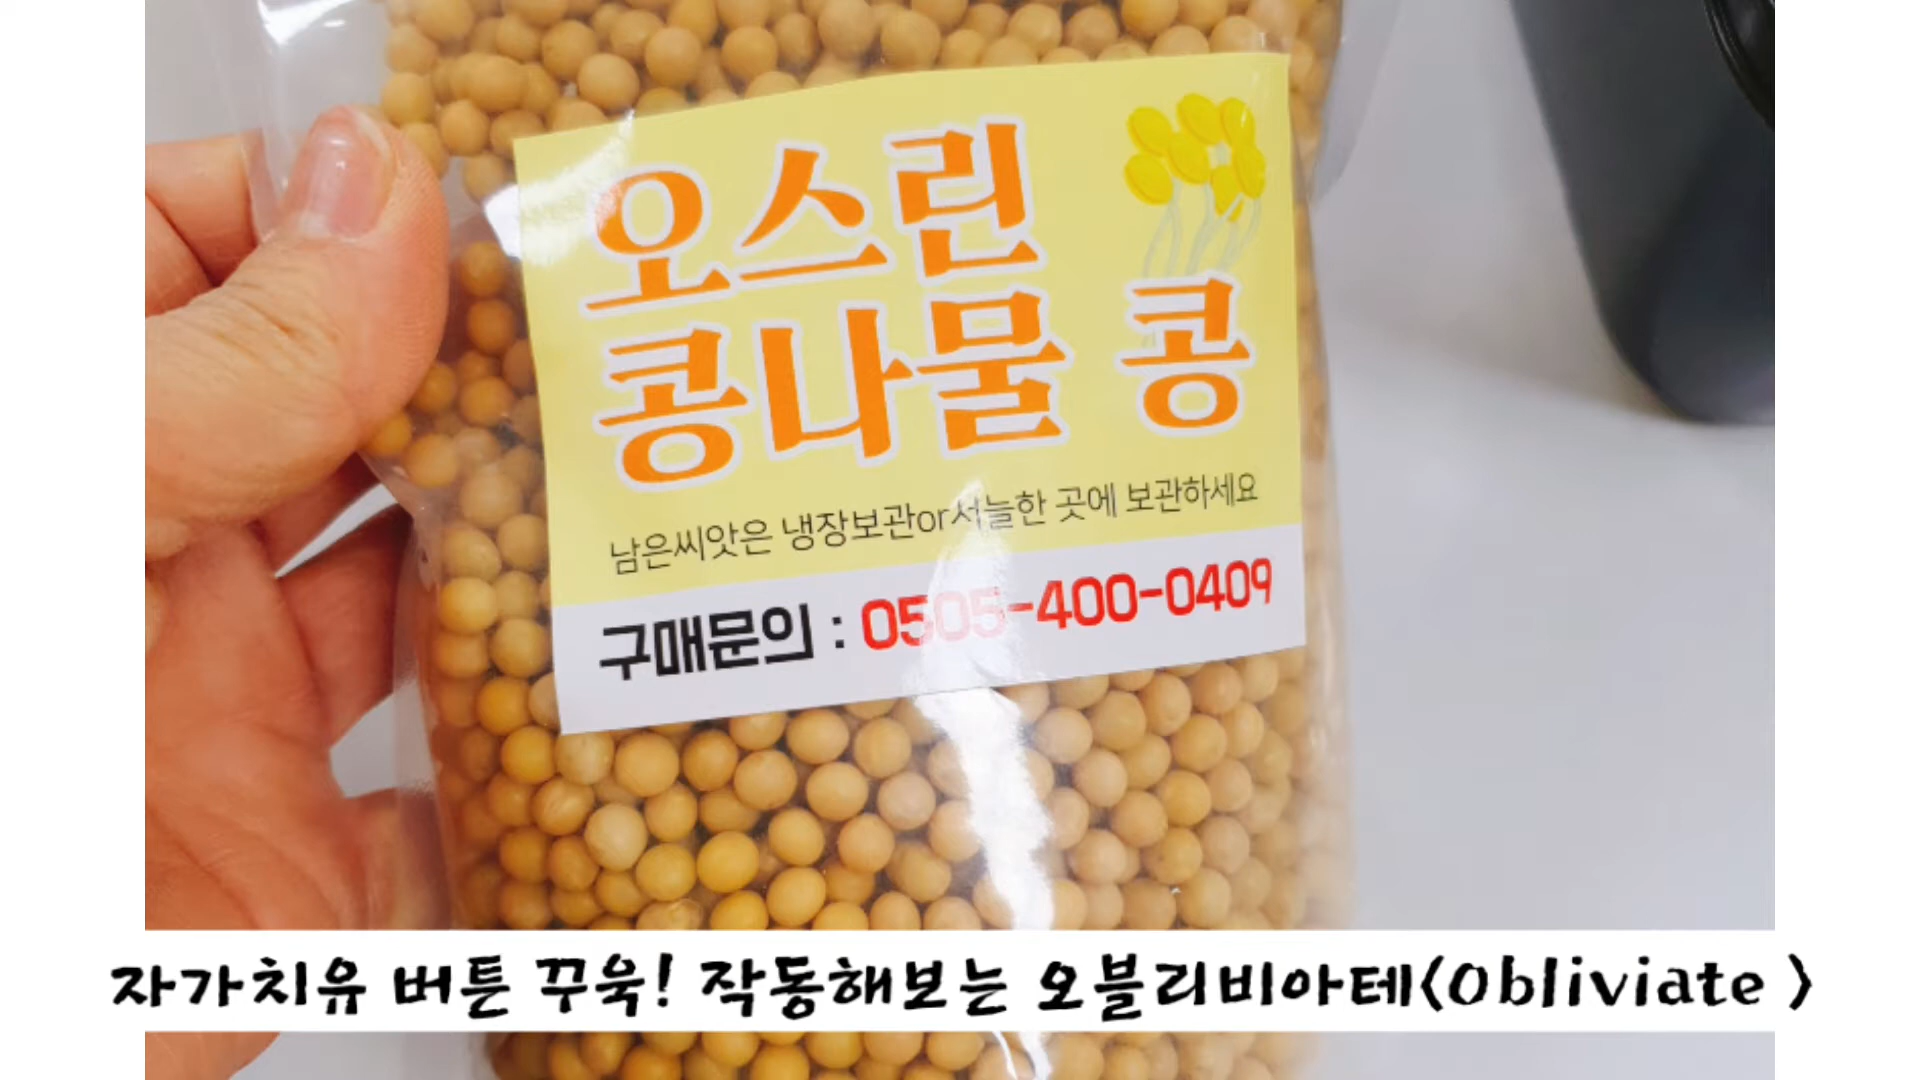 오스린
콩나물 콩
남은씨앗은 냉장보관or서늘한 곳에 보관하세요
구매문의 : 0505-400-0409
자가치유 버튼 꾸욱! 작동해보는 오블리비아테<Obliviate >